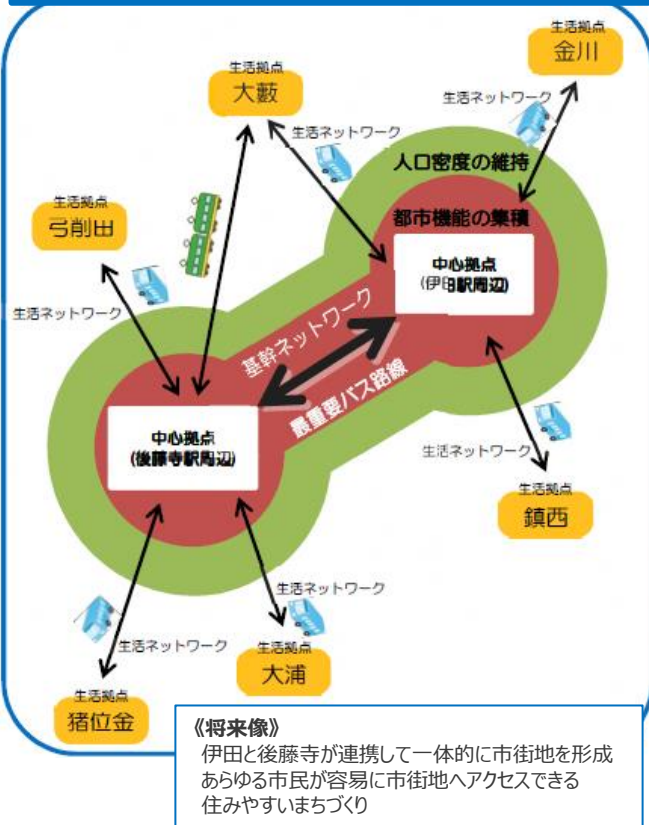 生活拠点
金川
生活拠点
大藪
生活ネットワーク
生活ネットワーク
人口密度の維持
生活拠点
弓削田
都市機能の集積
中心拠点
(伊田駅周辺)
生活ネットワーク
基幹ネットワーク
最重要バス路線
中心拠点
(後藤寺駅周辺)
生活ネットワーク
生活拠点
鎮西
生活ネットワーク
生活ネットワーク
生活拠点
大浦
生活拠点
猪位金
《将来像》
伊田と後藤寺が連携して一体的に市街地を形成
あらゆる市民が容易に市街地へアクセスできる
住みやすいまちづくり